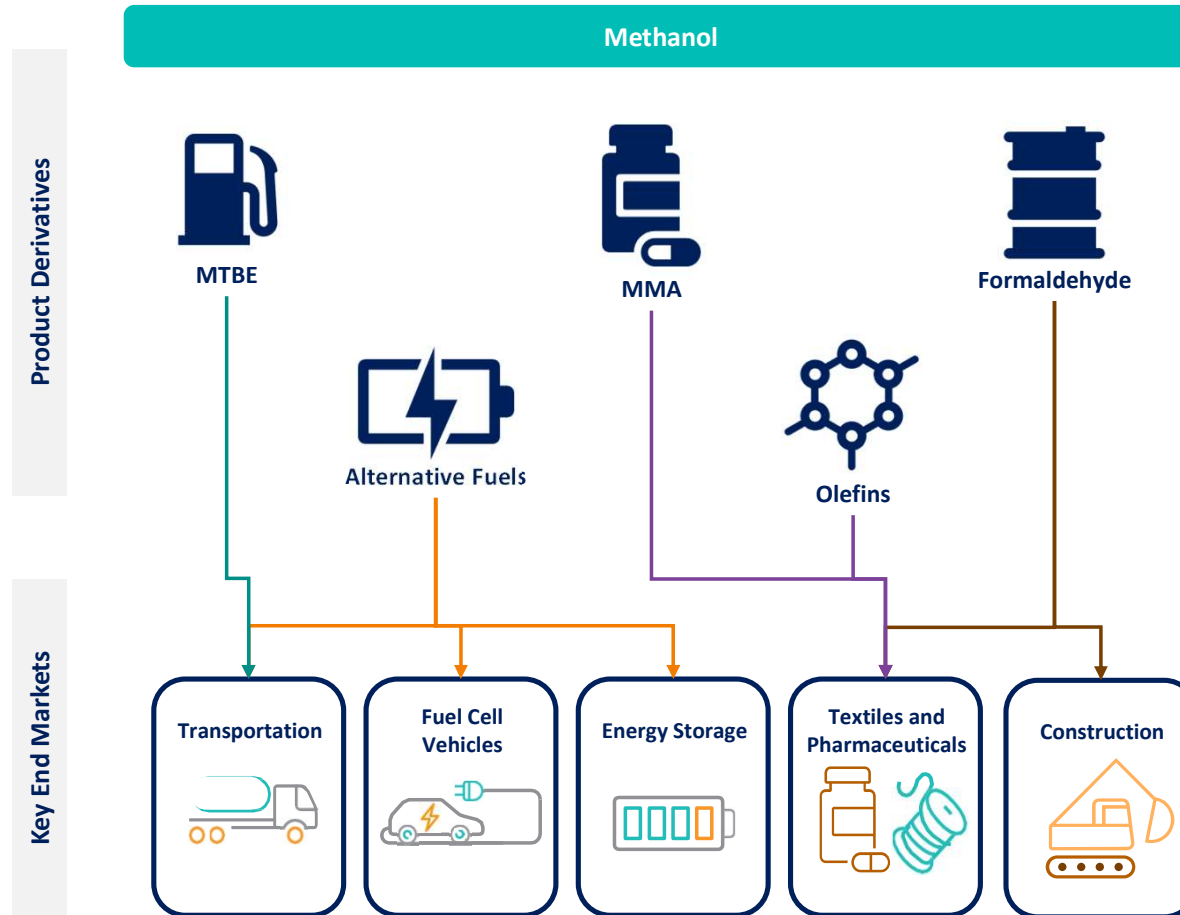 Methanol
Product Derivatives
MTBE
MMA
Formaldehyde
Alternative Fuels
Olefins
Key End Markets
Transportation
Fuel Cell
Vehicles
Energy Storage
Textiles and
Pharmaceuticals
Construction